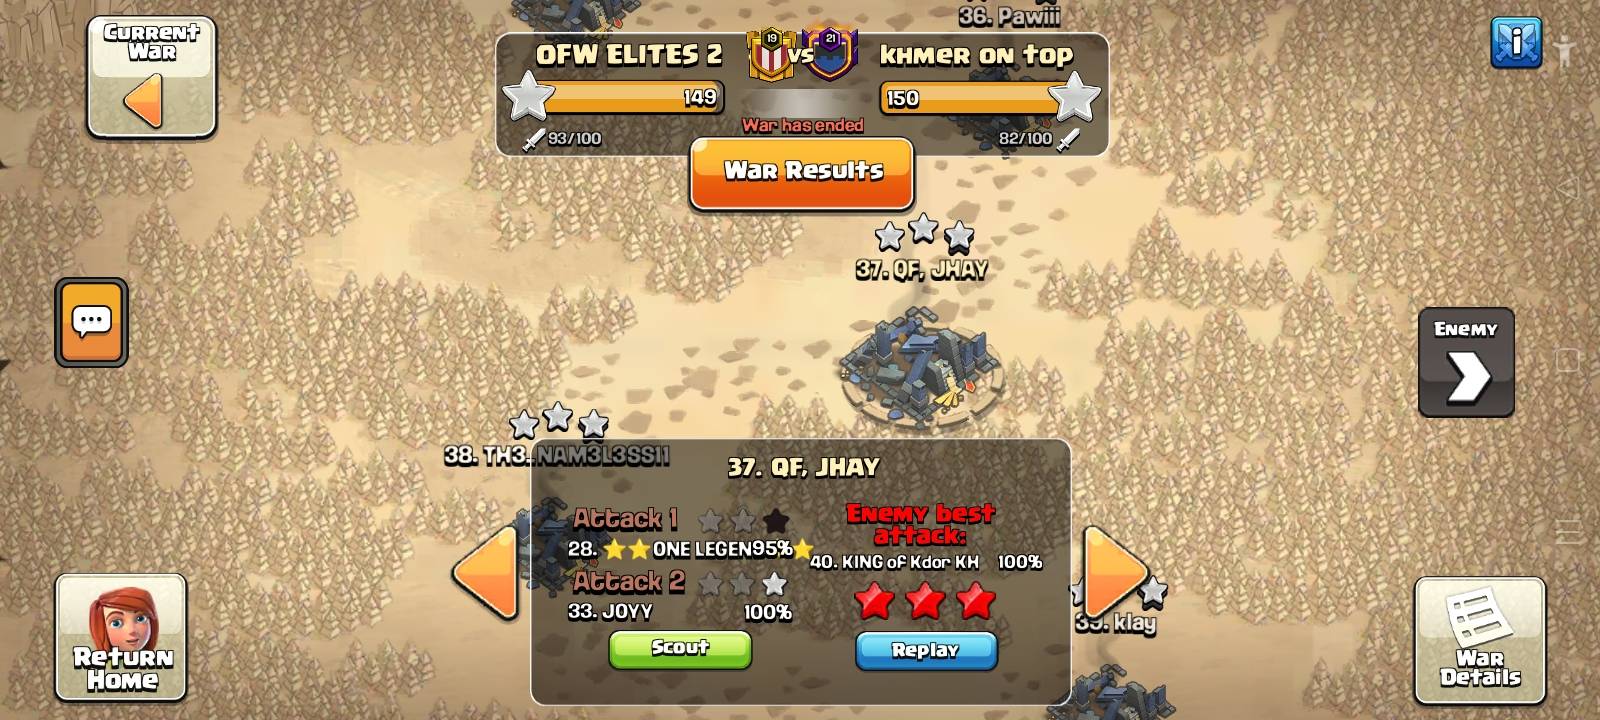 36. Pawiii
Current
War
OFW ELITES 2
19
vs
21
khmer on top
149
150
War has ended
93/100
82/100
War Results
37. QF, JHAY
Enemy
38. TH3. NAM3L3SS11
37. QF, JHAY
Attack 1
28. ⭐⭐ONE LEGEN95%⭐
Attack 2
33. JOYY 100%
Scout
Enemy best
attack:
40. KING of Kdor KH 100%
Replay
39. klay
Return
Home
War
Details